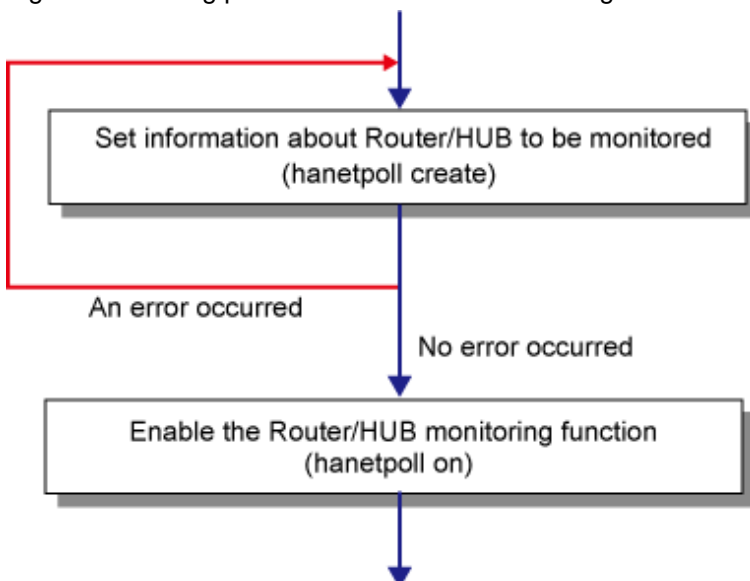 Set information about Router/HUB to be monitored
(hanetpoll create)
An error occurred
No error occurred
Enable the Router/HUB monitoring function
(hanetpoll on)